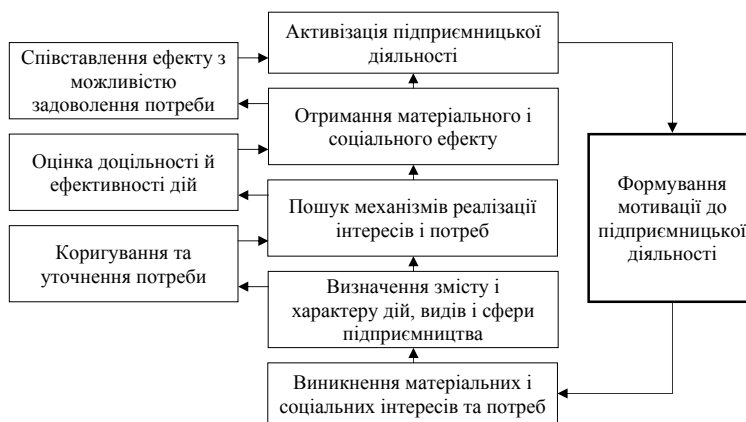 Співставлення ефекту з
можливістю
задоволення потреби
Оцінка доцільності й
ефективності дій
Коригування та
уточнення потреби
Активізація підприємницької
діяльності
Отримання матеріального і
соціального ефекту
Пошук механізмів реалізації
інтересів і потреб
Визначення змісту і
характеру дій, видів і сфери
підприємництва
Виникнення матеріальних і
соціальних інтересів та потреб
Формування
мотивації до
підприємницької
діяльності